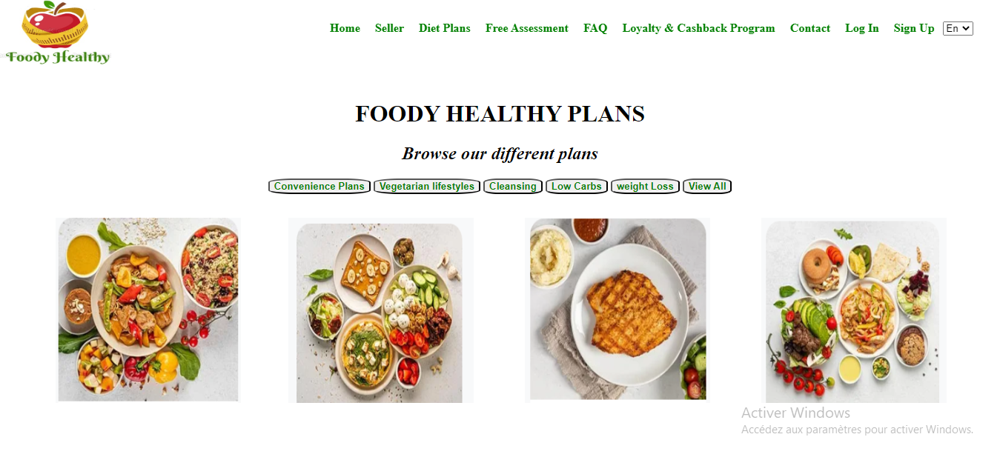 Foody Healthy
Home Seller Diet Plans Free Assessment FAQ Loyalty & Cashback Program Contact Log In Sign Up En
FOODY HEALTHY PLANS
Browse our different plans
Convenience Plans Vegetarian lifestyles Cleansing Low Carbs weight Loss View All
Activer Windows
Accédez aux paramètres pour activer Windows.